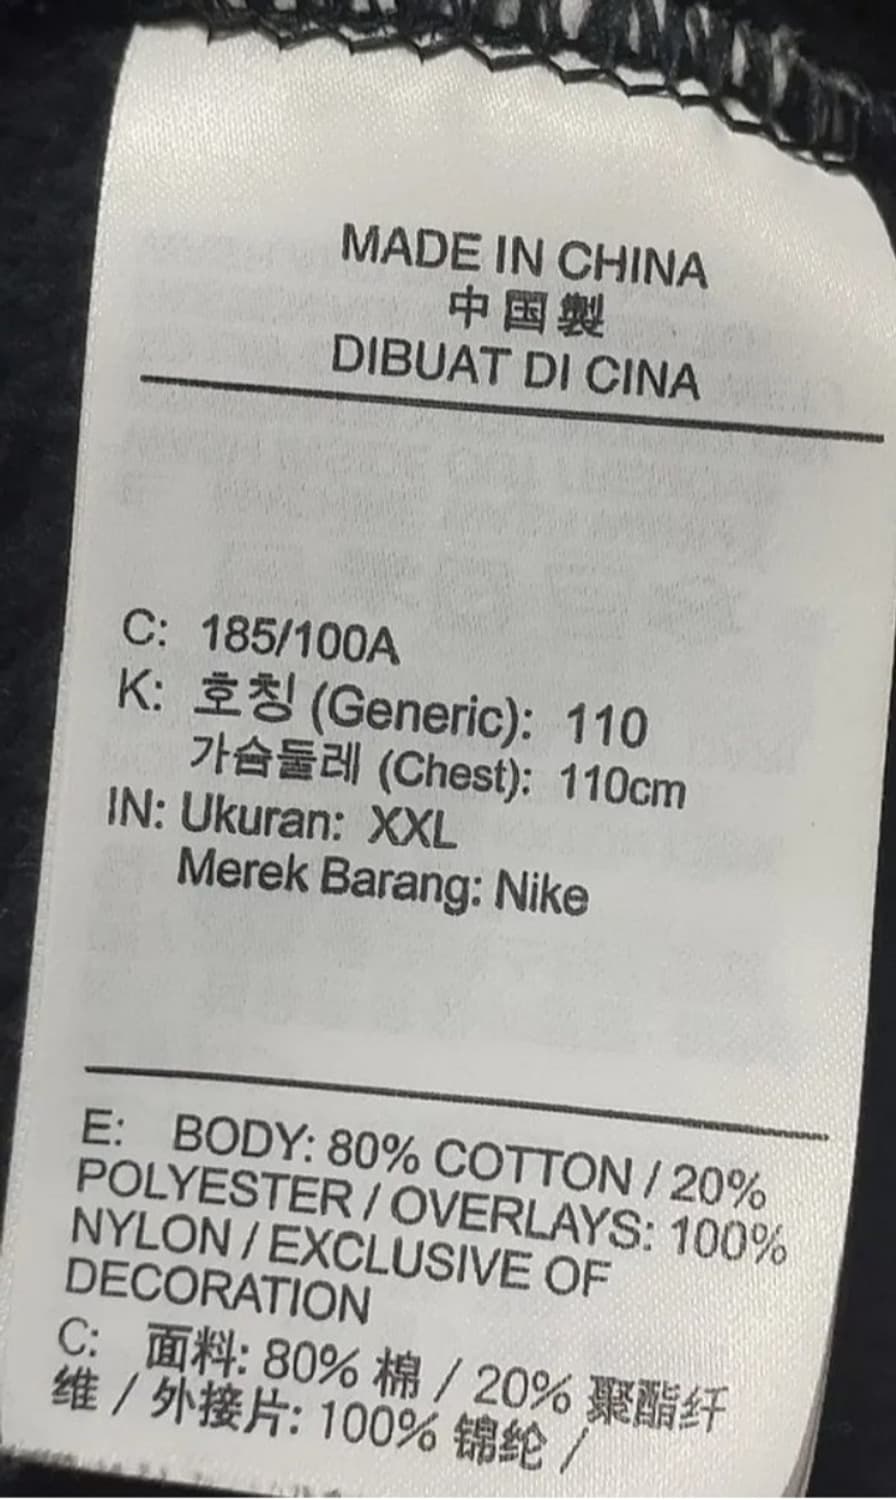 MADE IN CHINA
中国製
DIBUAT DI CINA
C: 185/100A
K: 호칭 (Generic): 110
가슴둘레 (Chest): 110cm
IN: Ukuran: XXL
Merek Barang: Nike
E: BODY: 80% COTTON / 20%
POLYESTER / OVERLAYS: 100%
NYLON / EXCLUSIVE OF
DECORATION
C: 面料: 80% 棉 / 20% 聚酯纤
维 / 外接片: 100% 锦纶 /